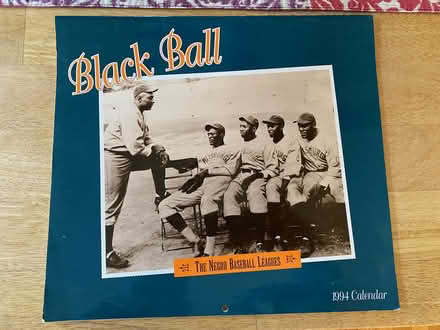 Black Ball
The Negro Baseball Leagues
1994 Calendar